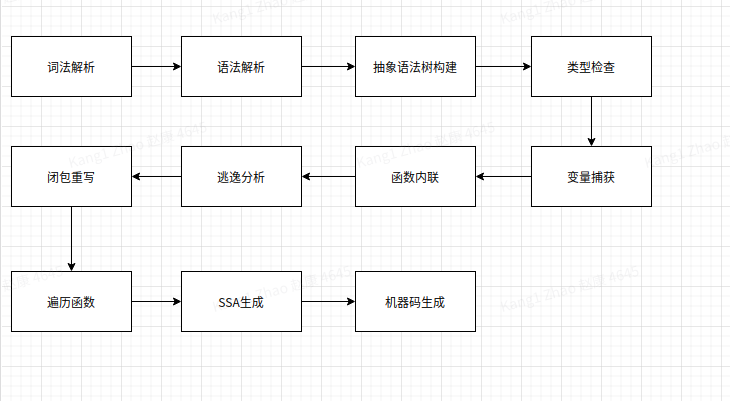 词法解析
语法解析
抽象语法树构建
类型检查
变量捕获
函数内联
逃逸分析
闭包重写
遍历函数
SSA生成
机器码生成